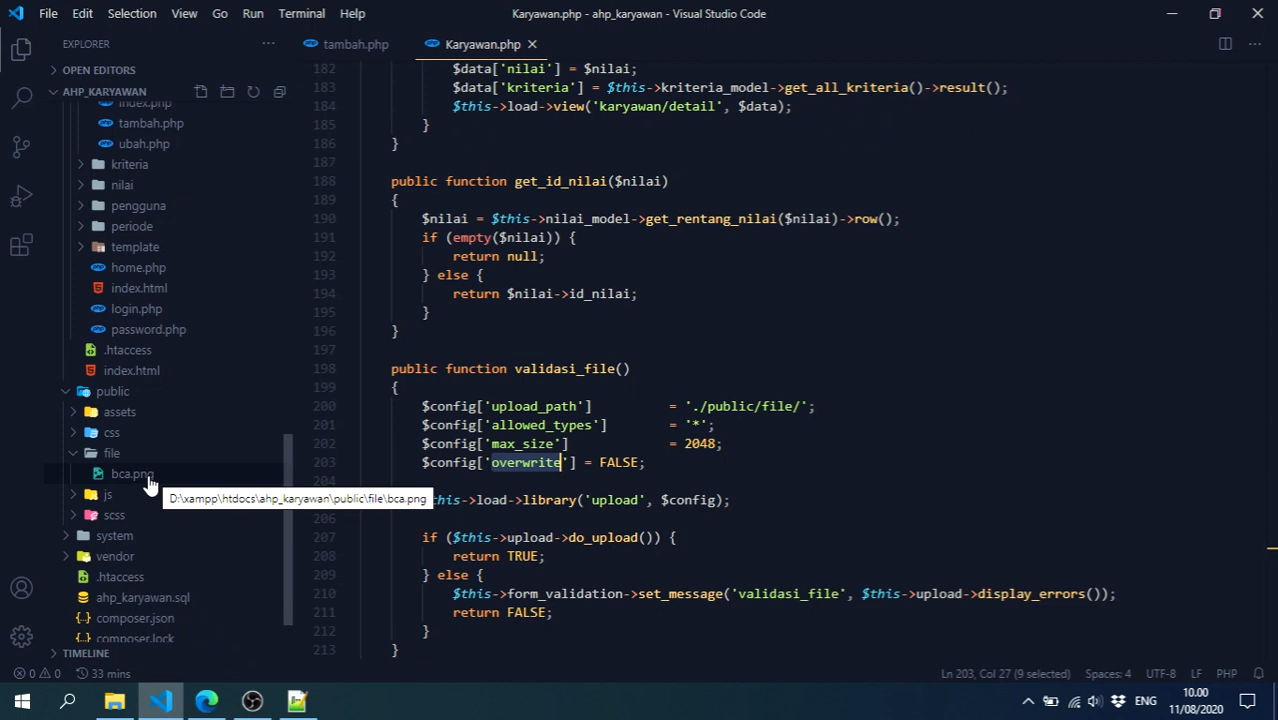 File Edit Selection View Go Run Terminal Help
Karyawan.php - ahp_karyawan - Visual Studio Code
EXPLORER
tambah.php
Karyawan.php
OPEN EDITORS
AHP_KARYAWAN
index.php
tambah.php
ubah.php
kriteria
nilai
pengguna
periode
template
home.php
index.html
login.php
password.php
.htaccess
index.html
public
assets
css
file
bca.png
D:\xampp\htdocs\ahp_karyawan\public\file\bca.png
js
scss
system
vendor
.htaccess
ahp_karyawan.sql
composer.json
composer.lock
TIMELINE
182 $data['nilai'] = $nilai;
183 $data['kriteria'] = $this->kriteria_model->get_all_kriteria()->result();
184 $this->load->view('karyawan/detail', $data);
185 }
186 }
187
188 public function get_id_nilai($nilai)
189 {
190 $nilai = $this->nilai_model->get_rentang_nilai($nilai)->row();
191 if (empty($nilai)) {
192 return null;
193 } else {
194 return $nilai->id_nilai;
195 }
196 }
197
198 public function validasi_file()
199 {
200 $config['upload_path'] = './public/file/';
201 $config['allowed_types'] = '*';
202 $config['max_size'] = 2048;
203 $config['overwrite'] = FALSE;
204
this->load->library('upload', $config);
206
207 if ($this->upload->do_upload()) {
208 return TRUE;
209 } else {
210 $this->form_validation->set_message('validasi_file', $this->upload->display_errors());
211 return FALSE;
212 }
213 }
0 0 33 mins
Ln 203, Col 27 (9 selected) Spaces: 4 UTF-8 LF PHP
ENG
10.00
11/08/2020